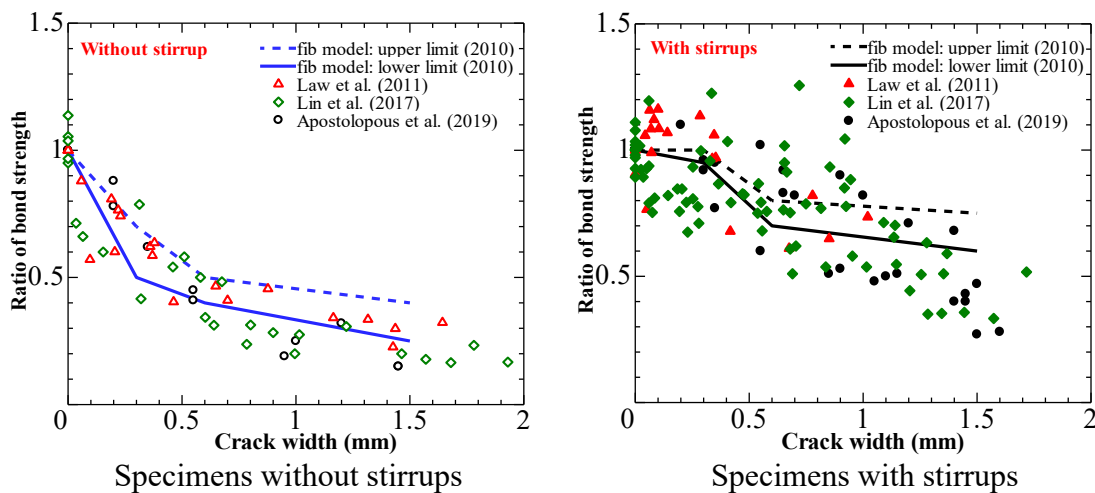 1.5
Without stirrup
fib model: upper limit (2010)
fib model: lower limit (2010)
Law et al. (2011)
Lin et al. (2017)
Apostolopous et al. (2019)
Ratio of bond strength
1
0.5
0
0.5
1
1.5
2
Crack width (mm)
Specimens without stirrups
1.5
With stirrups
fib model: upper limit (2010)
fib model: lower limit (2010)
Law et al. (2011)
Lin et al. (2017)
Apostolopous et al. (2019)
Ratio of bond strength
1
0.5
0
0.5
1
1.5
2
Crack width (mm)
Specimens with stirrups